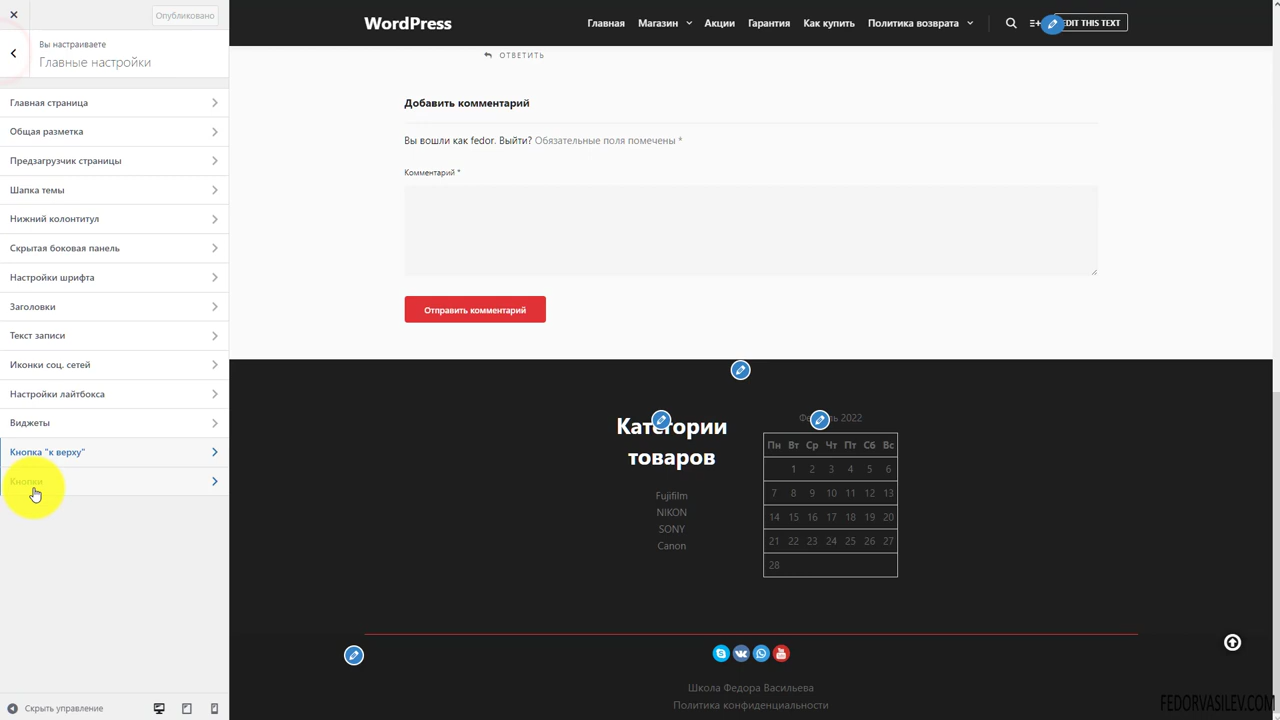 Опубликовано
Вы настраиваете
Главные настройки
Главная страница
Общая разметка
Предзагрузчик страницы
Шапка темы
Нижний колонтитул
Скрытая боковая панель
Настройки шрифта
Заголовки
Текст записи
Иконки соц. сетей
Настройки лайтбокса
Виджеты
Кнопка "к верху"
Кнопки
Скрыть управление
WordPress
Главная Магазин Акции Гарантия Как купить Политика возврата EDIT THIS TEXT
ОТВЕТИТЬ
Добавить комментарий
Вы вошли как fedor. Выйти? Обязательные поля помечены *
Комментарий *
Отправить комментарий
Категории
товаров
Fujifilm
NIKON
SONY
Canon
2022
Пн Вт Ср Чт Пт Сб Вс
1 2 3 4 5 6
7 8 9 10 11 12 13
14 15 16 17 18 19 20
21 22 23 24 25 26 27
28
Школа Федора Васильева
Политика конфиденциальности
FEDORVASILEV.COM